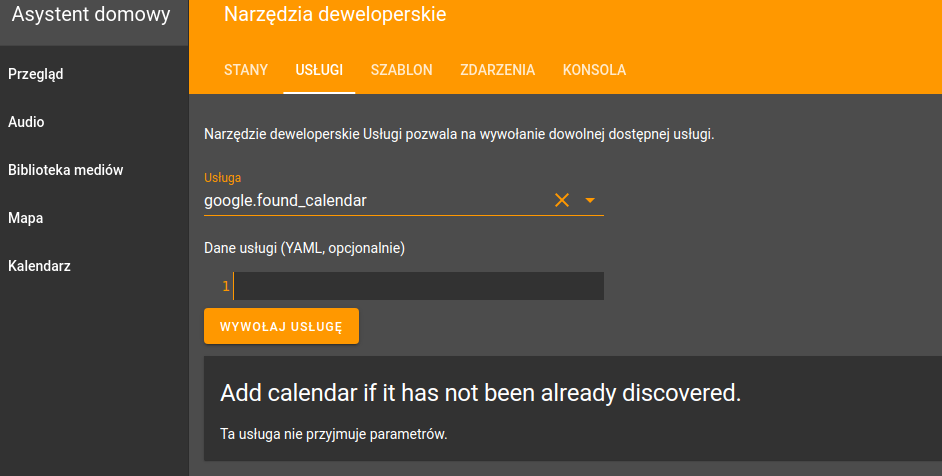 Asystent domowy
Narzędzia deweloperskie
STANY USŁUGI SZABLON ZDARZENIA KONSOLA
Przegląd
Audio
Biblioteka mediów
Mapa
Kalendarz
Narzędzie deweloperskie Usługi pozwala na wywołanie dowolnej dostępnej usługi.
Usługa
google.found_calendar
Dane usługi (YAML, opcjonalnie)
1
WYWOŁAJ USŁUGĘ
Add calendar if it has not been already discovered.
Ta usługa nie przyjmuje parametrów.